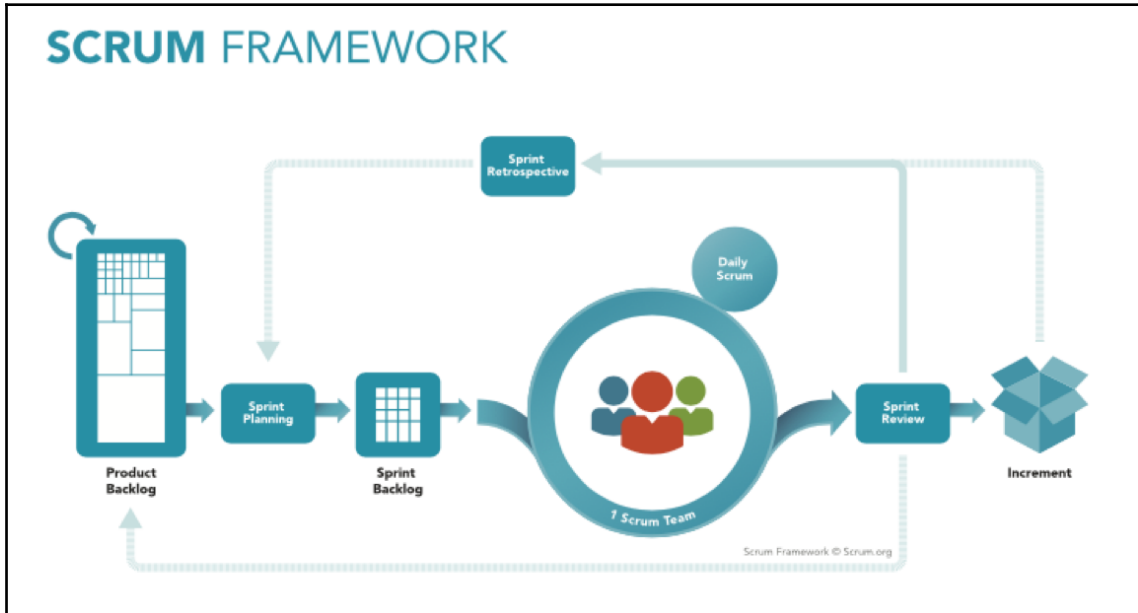 SCRUM FRAMEWORK
Sprint
Retrospective
Daily
Scrum
Sprint
Planning
Sprint
Review
Product
Backlog
Sprint
Backlog
Increment
1 Scrum Team
Scrum Framework © Scrum.org